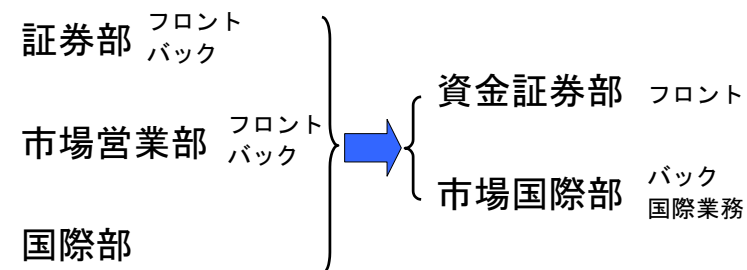 証券部 フロント
バック
市場営業部 フロント
バック
国際部
資金証券部 フロント
市場国際部 バック
国際業務